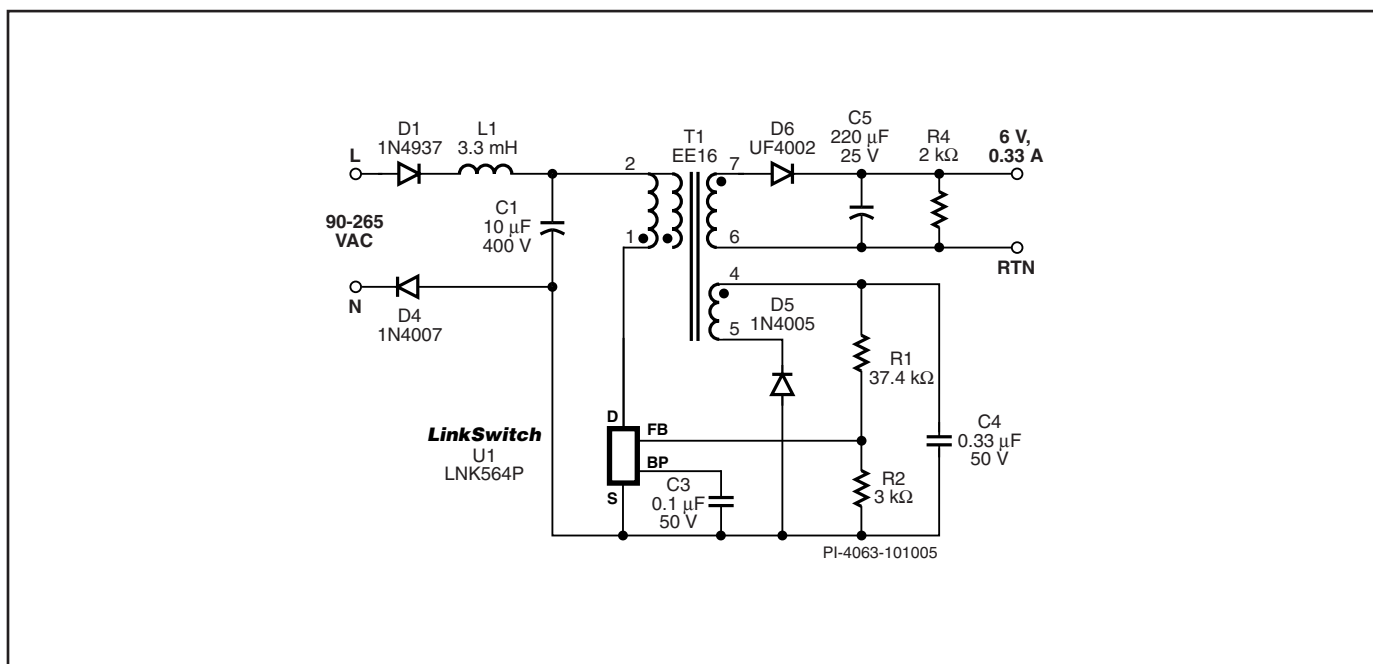 D1
1N4937
L1
3.3 mH
L
90-265
VAC
N
D4
1N4007
C1
10 µF
400 V
2
1
T1
EE16
7
6
4
5
D6
UF4002
C5
220 µF
25 V
R4
2 kΩ
6 V,
0.33 A
RTN
D5
1N4005
R1
37.4 kΩ
C4
0.33 µF
50 V
R2
3 kΩ
LinkSwitch
U1
LNK564P
D
FB
BP
S
C3
0.1 µF
50 V
PI-4063-101005